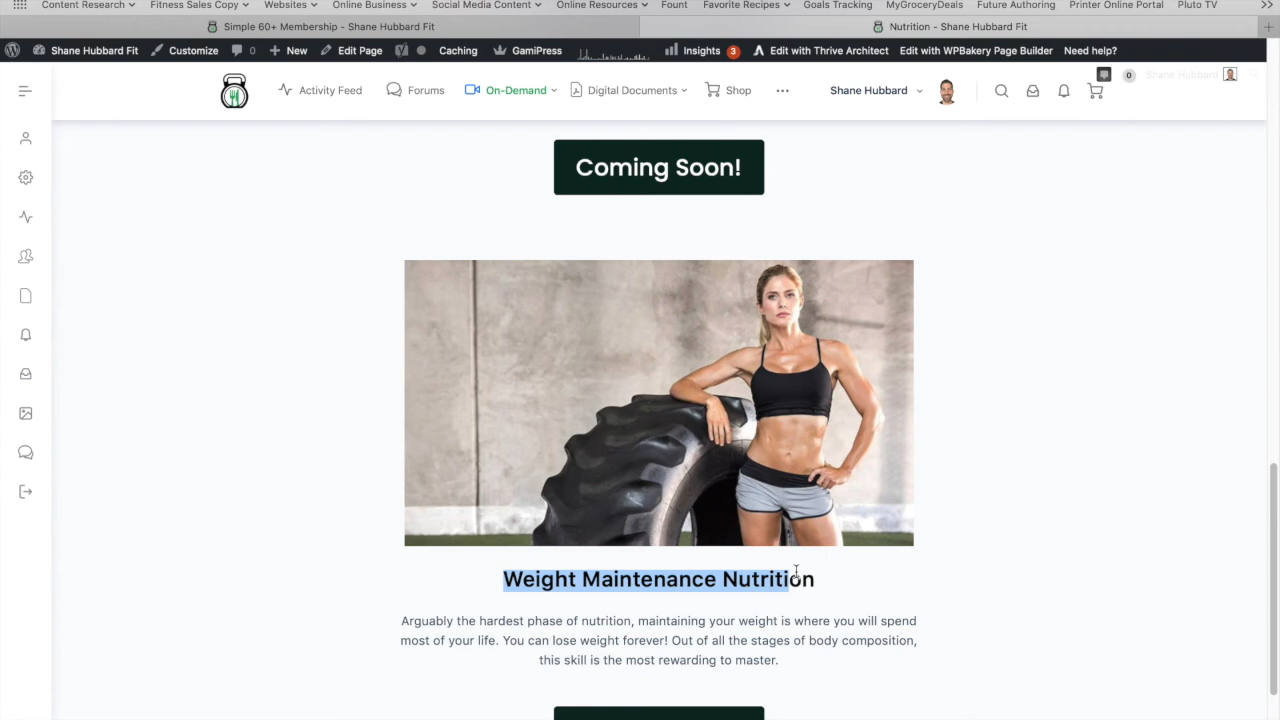 Content Research Fitness Sales Copy Websites Online Business Social Media Content Online Resources Fount Favorite Recipes Goals Tracking MyGroceryDeals Future Authoring Printer Online Portal Pluto TV >>
Simple 60+ Membership - Shane Hubbard Fit Nutrition - Shane Hubbard Fit
Shane Hubbard Fit Customize 0 New Edit Page Caching GamiPress Insights 3 Edit with Thrive Architect Edit with WPBakery Page Builder Need help?
0 Shane Hubbard
Activity Feed Forums On-Demand Digital Documents Shop ... Shane Hubbard
Coming Soon!
Weight Maintenance Nutrition
Arguably the hardest phase of nutrition, maintaining your weight is where you will spend
most of your life. You can lose weight forever! Out of all the stages of body composition,
this skill is the most rewarding to master.